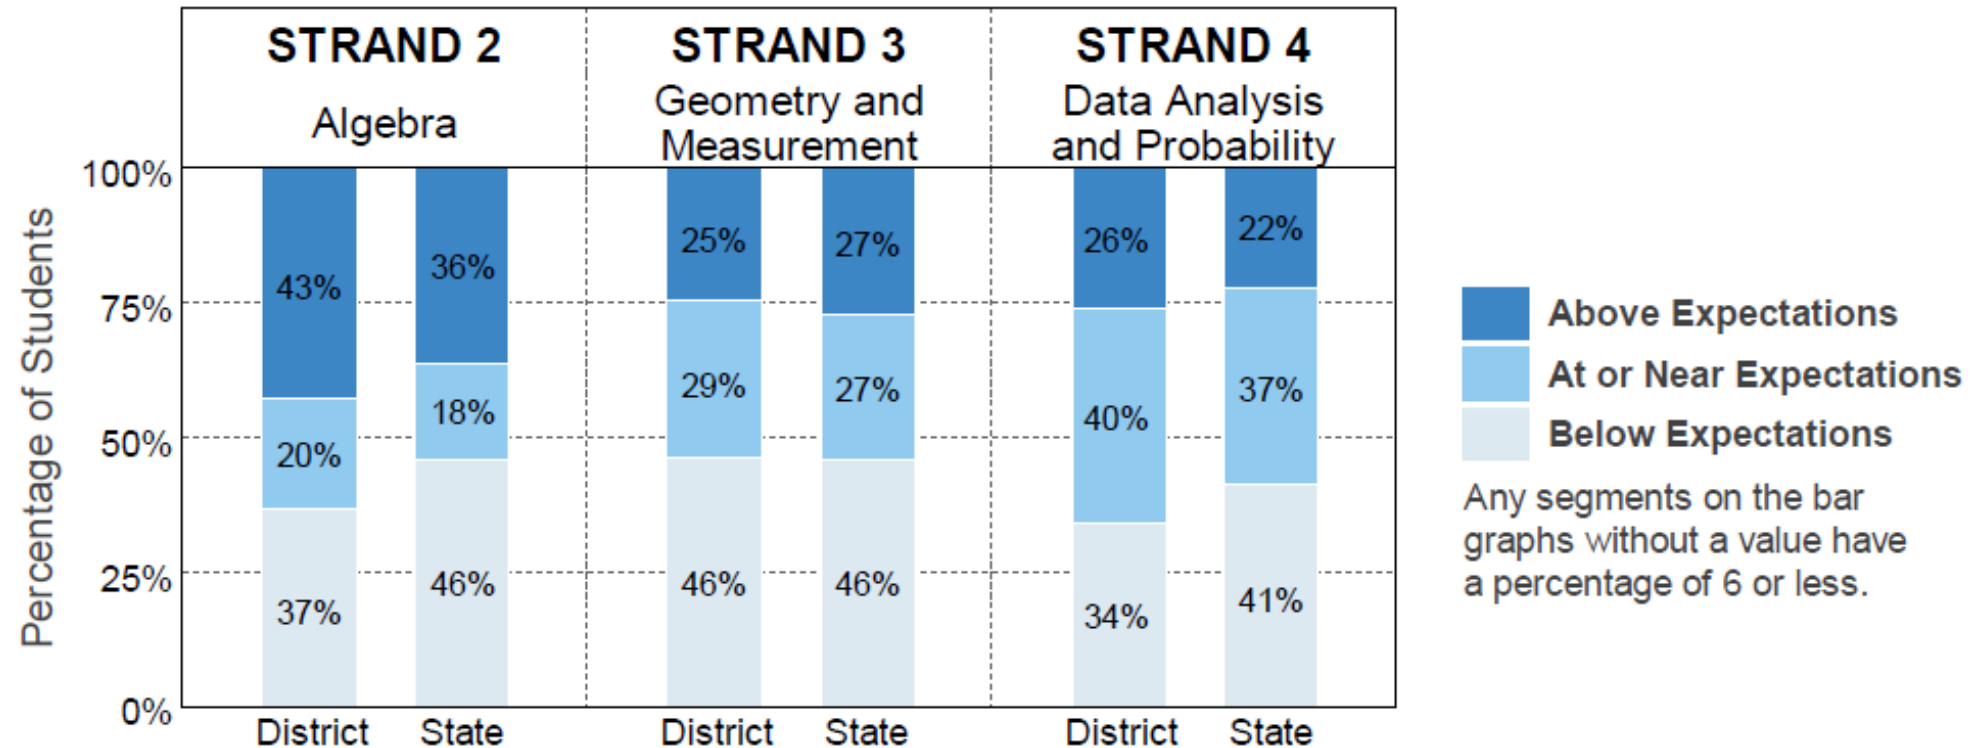 STRAND 2
Algebra
STRAND 3
Geometry and
Measurement
STRAND 4
Data Analysis
and Probability
Percentage of Students
100%
75%
50%
25%
0%
43%
20%
37%
36%
18%
46%
25%
29%
46%
27%
27%
46%
26%
40%
34%
22%
37%
41%
District State
District State
District State
Above Expectations
At or Near Expectations
Below Expectations
Any segments on the bar
graphs without a value have
a percentage of 6 or less.